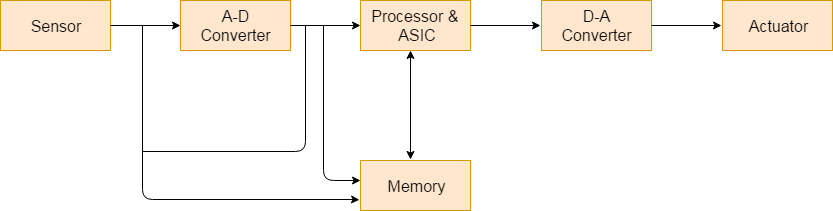 Sensor
A-D
Converter
Processor &
ASIC
D-A
Converter
Actuator
Memory